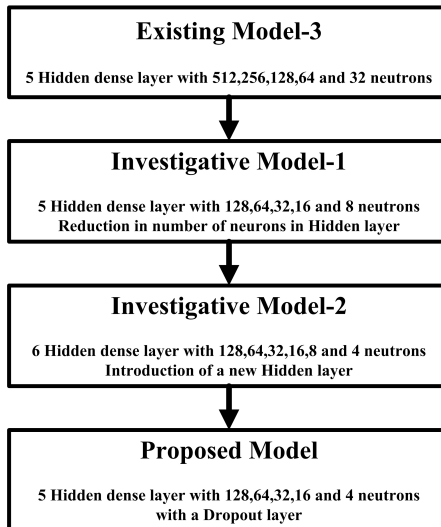 Existing Model-3
5 Hidden dense layer with 512,256,128,64 and 32 neutrons
Investigative Model-1
5 Hidden dense layer with 128,64,32,16 and 8 neutrons
Reduction in number of neurons in Hidden layer
Investigative Model-2
6 Hidden dense layer with 128,64,32,16,8 and 4 neutrons
Introduction of a new Hidden layer
Proposed Model
5 Hidden dense layer with 128,64,32,16 and 4 neutrons
with a Dropout layer